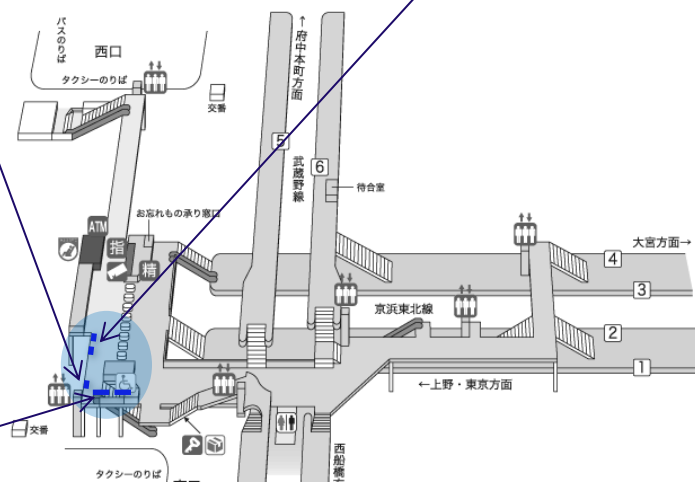 バスのりば
西口
タクシーのりば
交番
↑府中本町方面
5
武蔵野線
6
待合室
お忘れもの承り窓口
ATM
指
精
大宮方面→
4
3
京浜東北線
2
1
←上野・東京方面
交番
タクシーのりば
西船橋